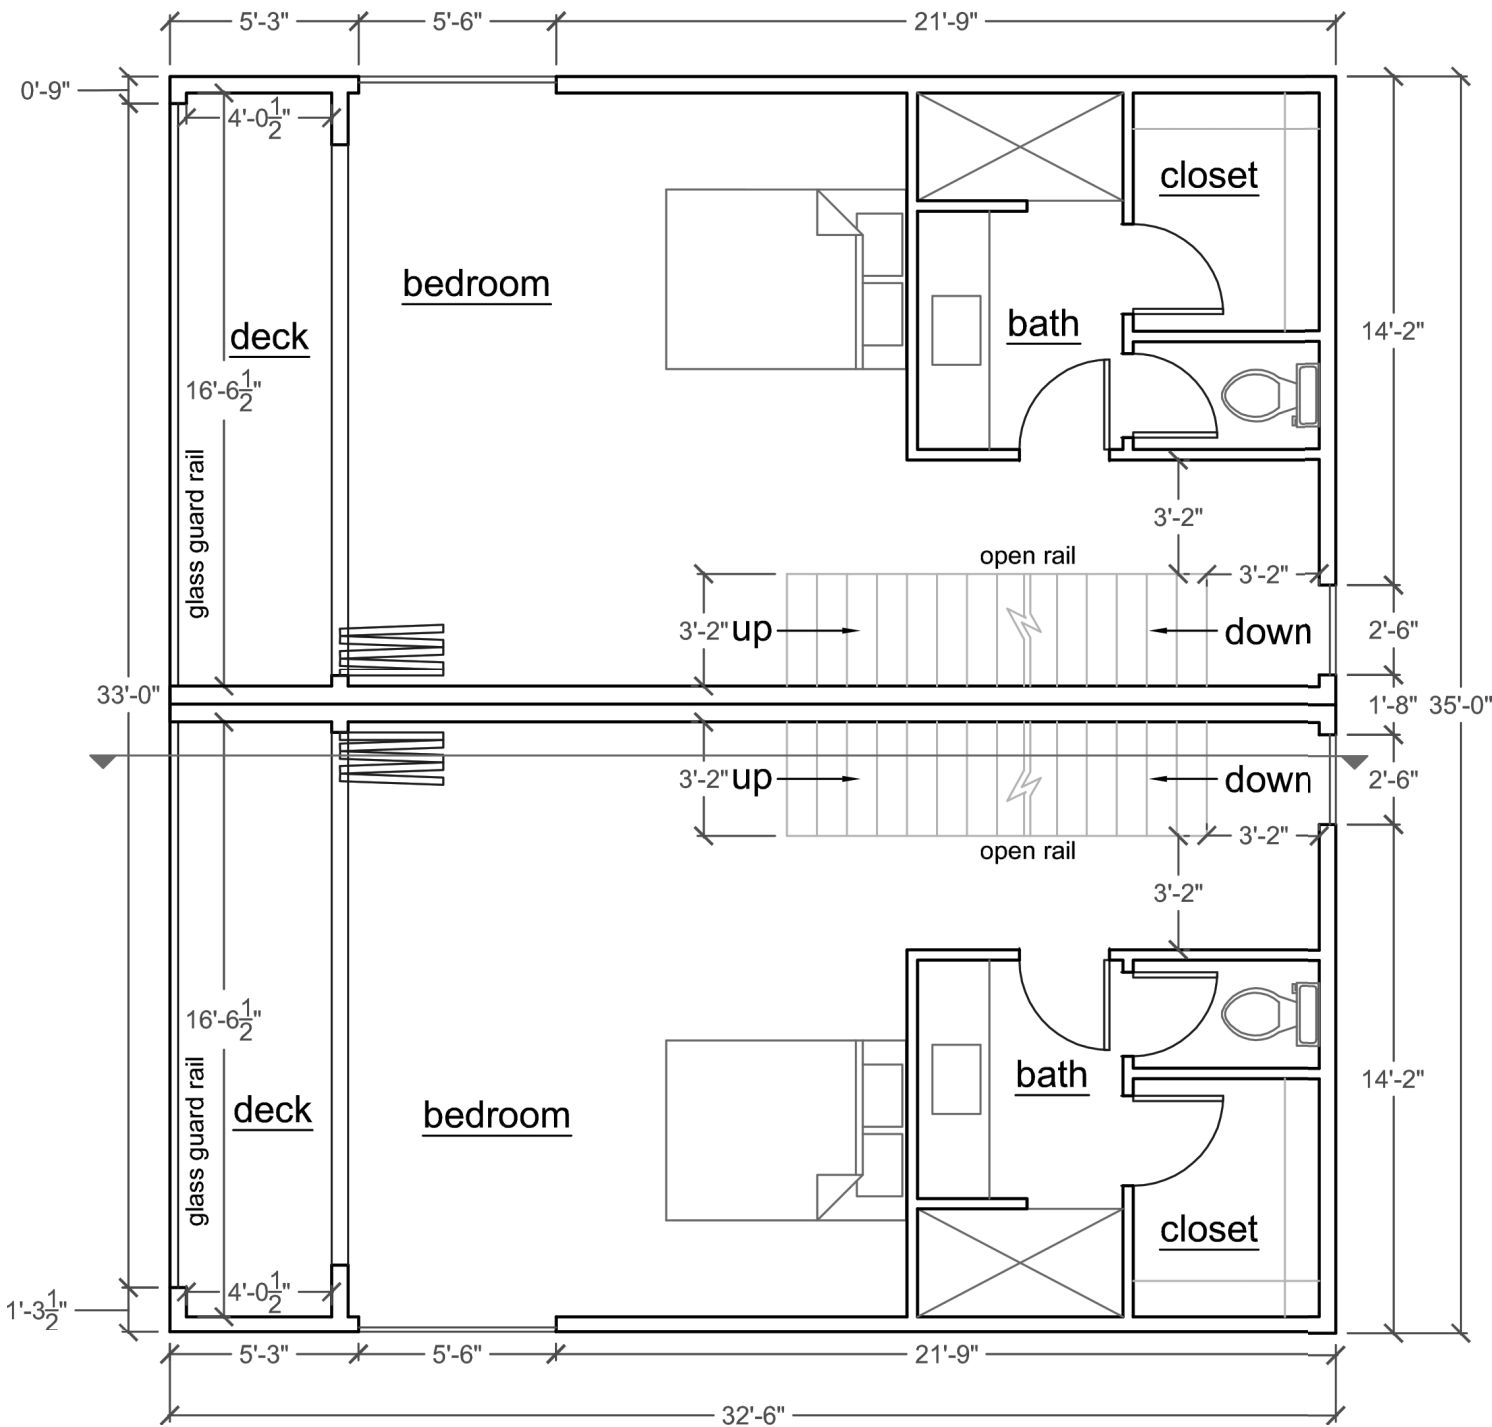 5'-3" 5'-6" 21'-9"
0'-9"
4'-0 1/2"
closet
bedroom
bath
deck
14'-2"
16'-6 1/2"
glass guard rail
3'-2"
open rail
3'-2"
3'-2" up
down
2'-6"
33'-0"
1'-8" 35'-0"
3'-2" up
down
2'-6"
3'-2"
open rail
3'-2"
16'-6 1/2"
glass guard rail
bath
14'-2"
deck
bedroom
closet
4'-0 1/2"
1'-3 1/2"
5'-3" 5'-6" 21'-9"
32'-6"